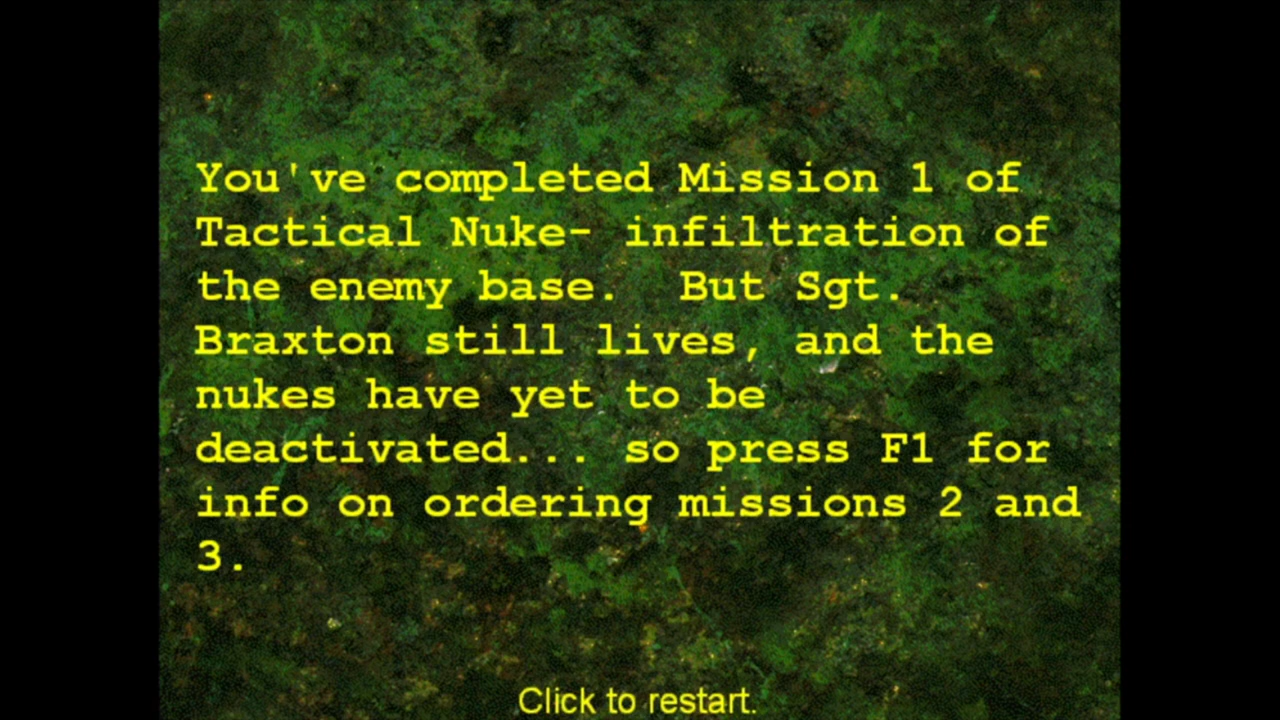 You've completed Mission 1 of
Tactical Nuke- infiltration of
the enemy base.  But Sgt.
Braxton still lives, and the
nukes have yet to be
deactivated... so press F1 for
info on ordering missions 2 and
3.
Click to restart.